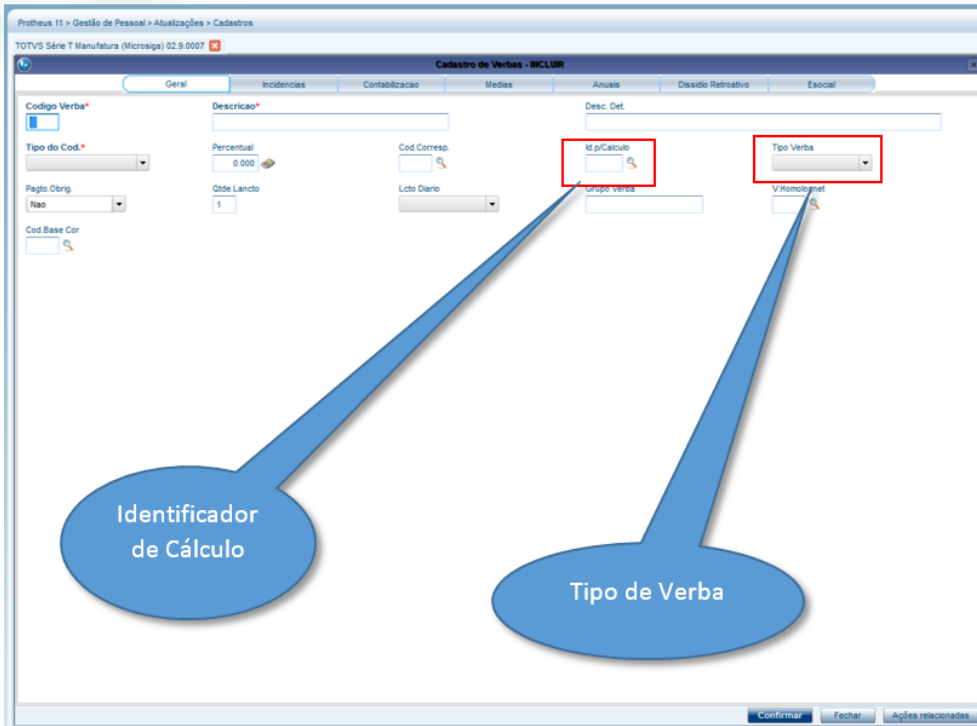 Protheus 11 > Gestão de Pessoal > Atualizações > Cadastros
TOTVS Série T Manufatura (Microsiga) 02.9.0007
Cadastro de Verbas - INCLUIR
Geral Incidencias Contabilizacao Medias Anuais Dissidio Retroativo Esocial
Codigo Verba* Descricao* Desc. Det.
Tipo do Cod.* Percentual Cod.Corresp. Id.p/Calculo Tipo Verba
0.000
Pagto.Obrig. Qtde.Lancto Lcto Diario Grupo Verba V.Homolognet
Nao 1
Cod.Base Cor
Identificador
de Cálculo
Tipo de Verba
Confirmar Fechar Ações relacionadas